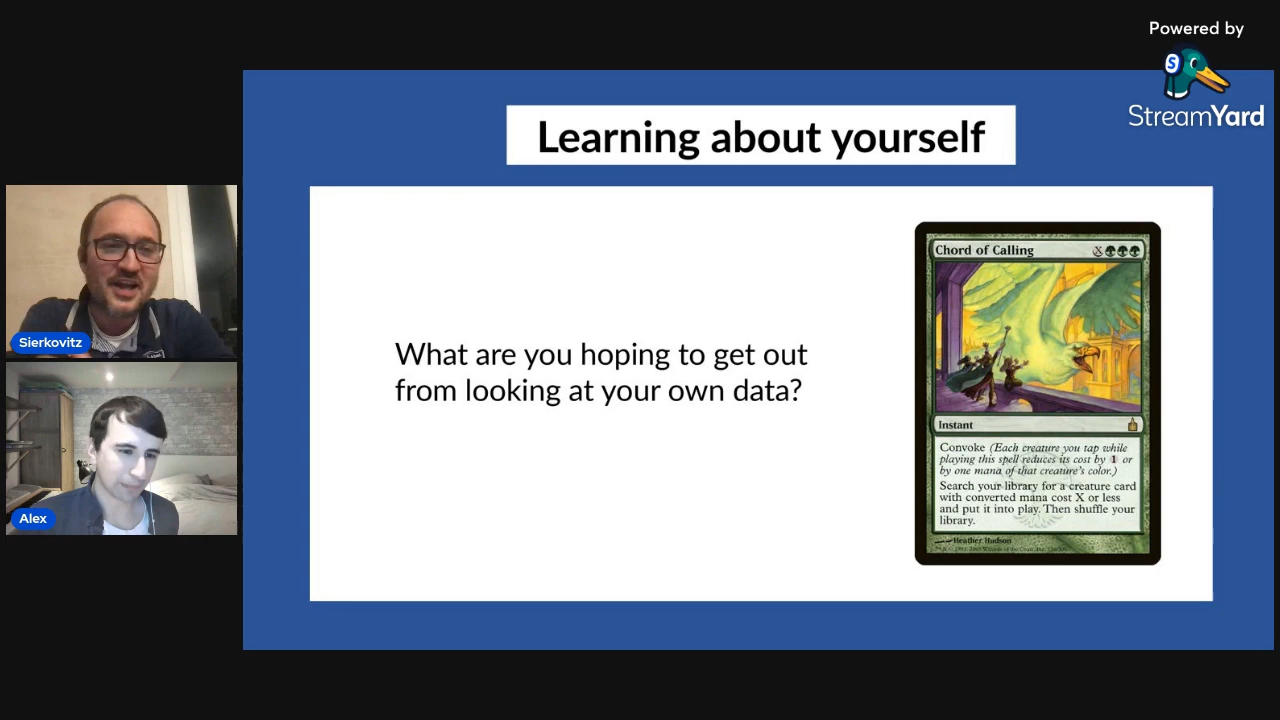 Powered by
S
StreamYard
Learning about yourself
Sierkovitz
Alex
What are you hoping to get out
from looking at your own data?
Chord of Calling X
Instant
Convoke (Each creature you tap while
playing this spell reduces its cost by 1 or
by one mana of that creature's color.)
Search your library for a creature card
with converted mana cost X or less
and put it into play. Then shuffle your
library.
Heather Hudson